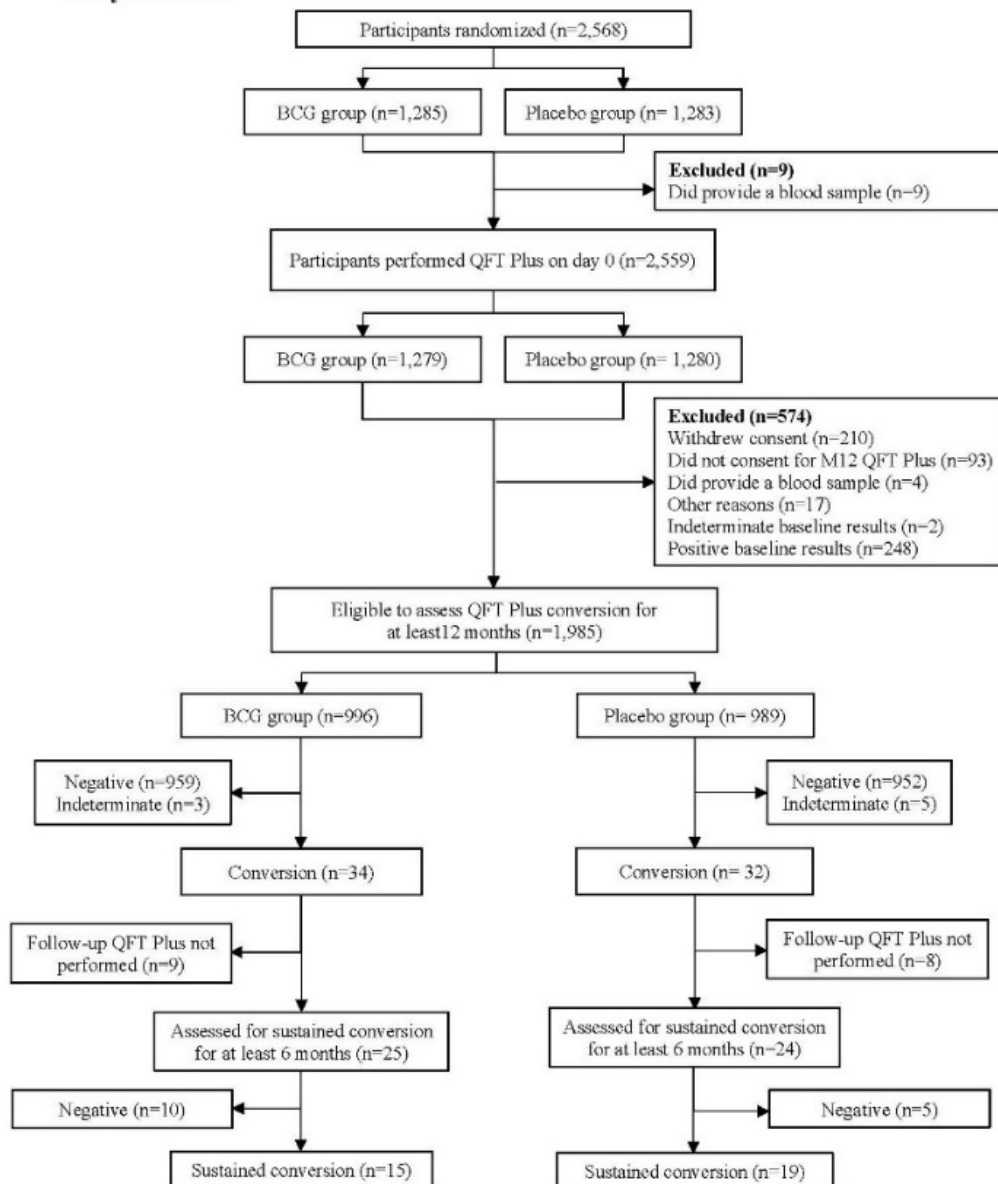 Participants randomized (n=2,568)
BCG group (n=1,285)
Placebo group (n= 1,283)
Excluded (n=9)
Did provide a blood sample (n=9)
Participants performed QFT Plus on day 0 (n=2,559)
BCG group (n=1,279)
Placebo group (n= 1,280)
Excluded (n=574)
Withdrew consent (n=210)
Did not consent for M12 QFT Plus (n=93)
Did provide a blood sample (n=4)
Other reasons (n=17)
Indeterminate baseline results (n=2)
Positive baseline results (n=248)
Eligible to assess QFT Plus conversion for
at least12 months (n=1,985)
BCG group (n=996)
Placebo group (n= 989)
Negative (n=959)
Indeterminate (n=3)
Negative (n=952)
Indeterminate (n=5)
Conversion (n=34)
Conversion (n= 32)
Follow-up QFT Plus not
performed (n=9)
Follow-up QFT Plus not
performed (n=8)
Assessed for sustained conversion
for at least 6 months (n=25)
Assessed for sustained conversion
for at least 6 months (n=24)
Negative (n=10)
Negative (n=5)
Sustained conversion (n=15)
Sustained conversion (n=19)